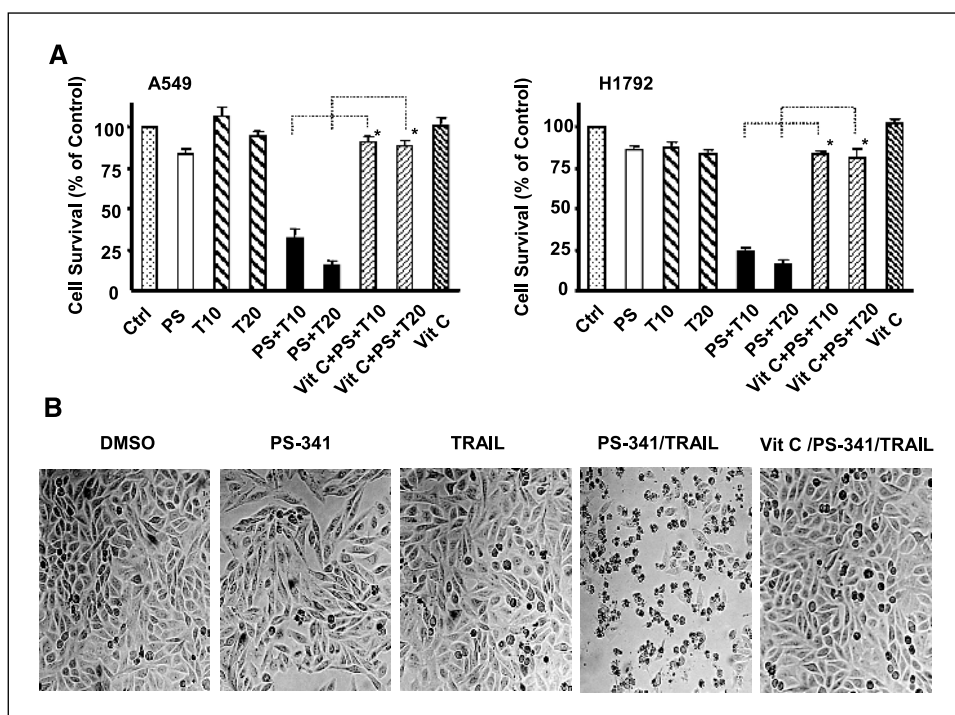 A
A549
Cell Survival (% of Control)
100
75
50
25
0
Ctrl
PS
T10
T20
PS+T10
PS+T20
Vit C+PS+T10
Vit C+PS+T20
Vit C
*
*
H1792
Cell Survival (% of Control)
100
75
50
25
0
Ctrl
PS
T10
T20
PS+T10
PS+T20
Vit C+PS+T10
Vit C+PS+T20
Vit C
*
*
B
DMSO
PS-341
TRAIL
PS-341/TRAIL
Vit C /PS-341/TRAIL